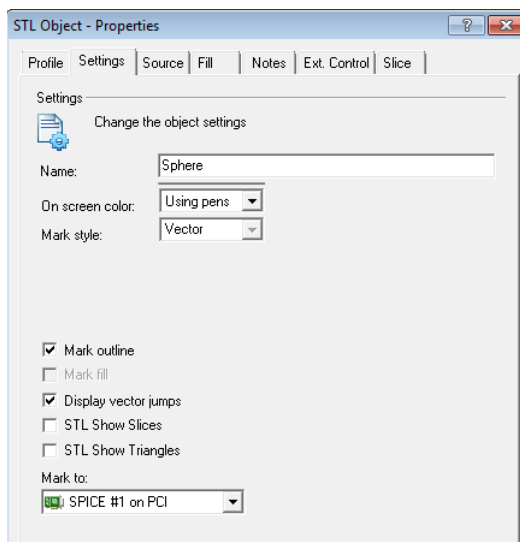 STL Object - Properties
Profile Settings Source Fill Notes Ext. Control Slice
Settings
Change the object settings
Name: Sphere
On screen color: Using pens
Mark style: Vector
Mark outline
Mark fill
Display vector jumps
STL Show Slices
STL Show Triangles
Mark to:
SPICE #1 on PCI